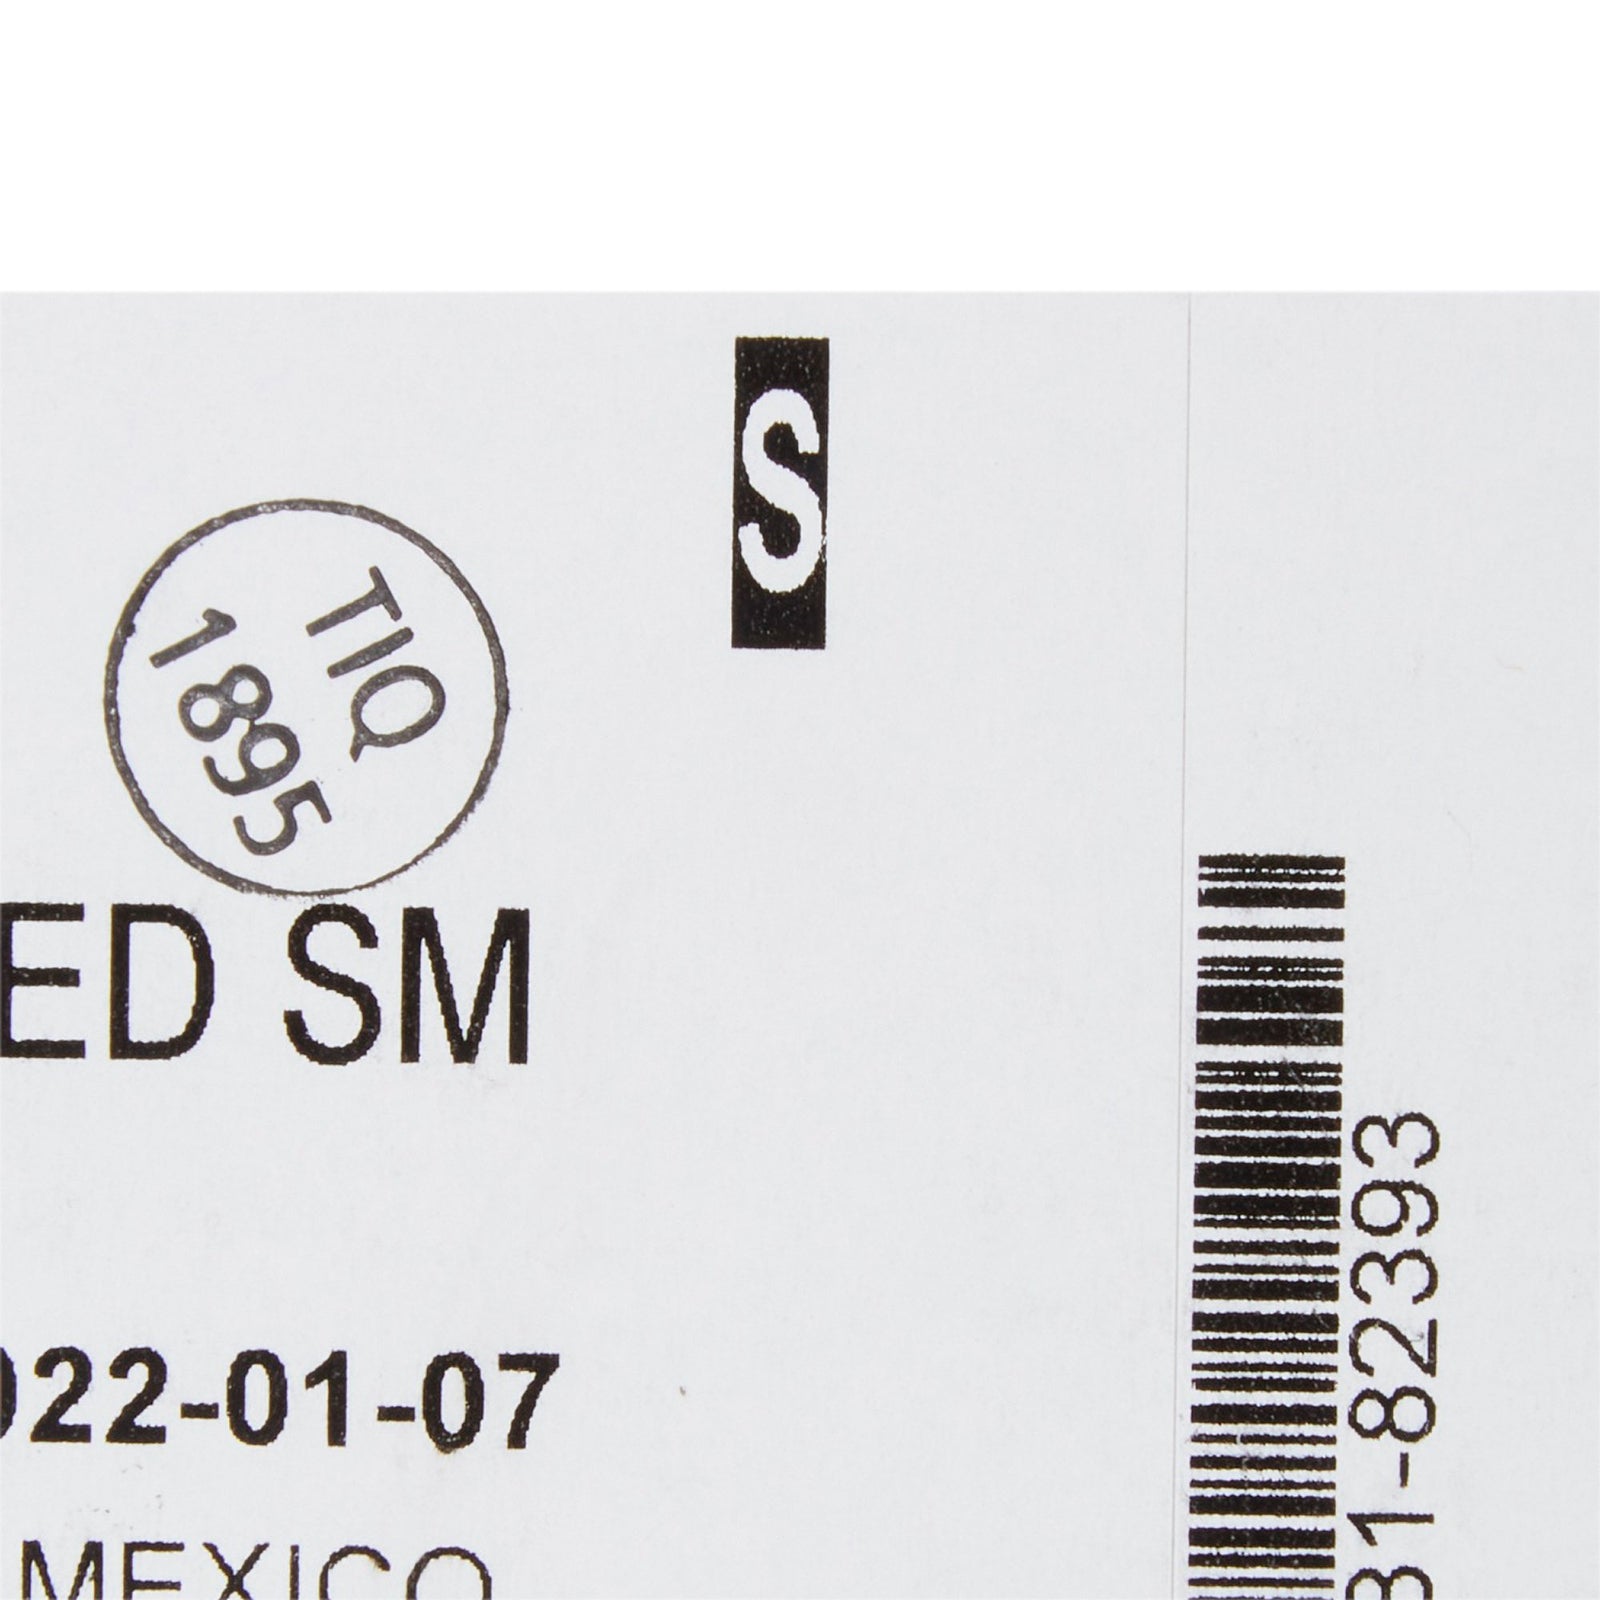 S
TIQ
1895
ED SM
022-01-07
MEXICO
31-82393